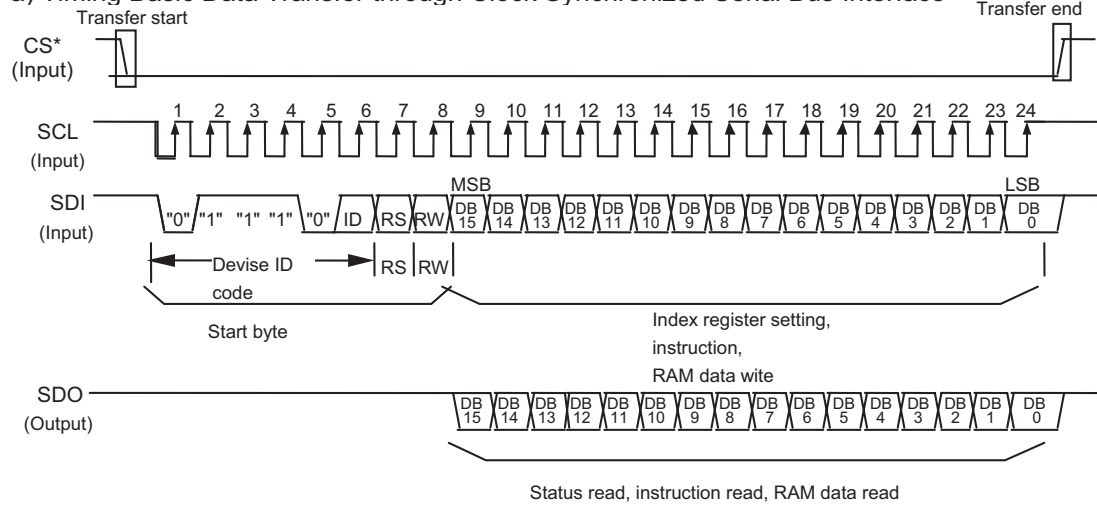 a) Timing Basic Data Transfer through Clock Synchronized Serial Bus Interface
Transfer start
Transfer end
CS*
(Input)
1 2 3 4 5 6 7 8 9 10 11 12 13 14 15 16 17 18 19 20 21 22 23 24
SCL
(Input)
MSB LSB
SDI
(Input)
"0" "1" "1" "1" "0" ID RS RW DB 15 DB 14 DB 13 DB 12 DB 11 DB 10 DB 9 DB 8 DB 7 DB 6 DB 5 DB 4 DB 3 DB 2 DB 1 DB 0
Devise ID
code
RS RW
Start byte
Index register setting,
instruction,
RAM data wite
SDO
(Output)
DB 15 DB 14 DB 13 DB 12 DB 11 DB 10 DB 9 DB 8 DB 7 DB 6 DB 5 DB 4 DB 3 DB 2 DB 1 DB 0
Status read, instruction read, RAM data read